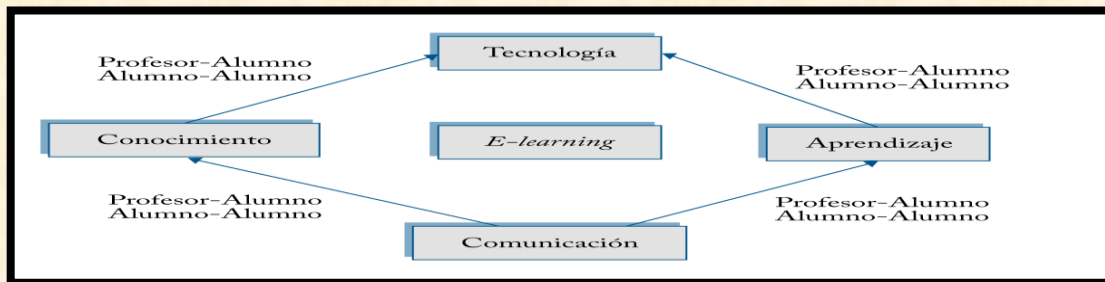 Tecnología
Profesor-Alumno
Alumno-Alumno
Profesor-Alumno
Alumno-Alumno
Conocimiento
E-learning
Aprendizaje
Profesor-Alumno
Alumno-Alumno
Profesor-Alumno
Alumno-Alumno
Comunicación